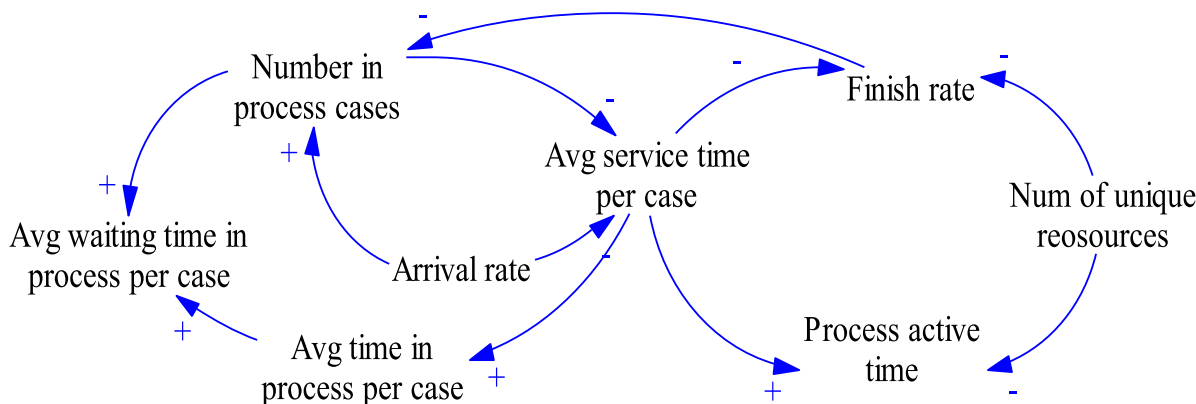 -
-
-
Number in
process cases
Finish rate
-
+
Avg service time
per case
+
Num of unique
reosources
Avg waiting time in
process per case
Arrival rate
-
+
Avg time in
process per case
+
Process active
time
+
-